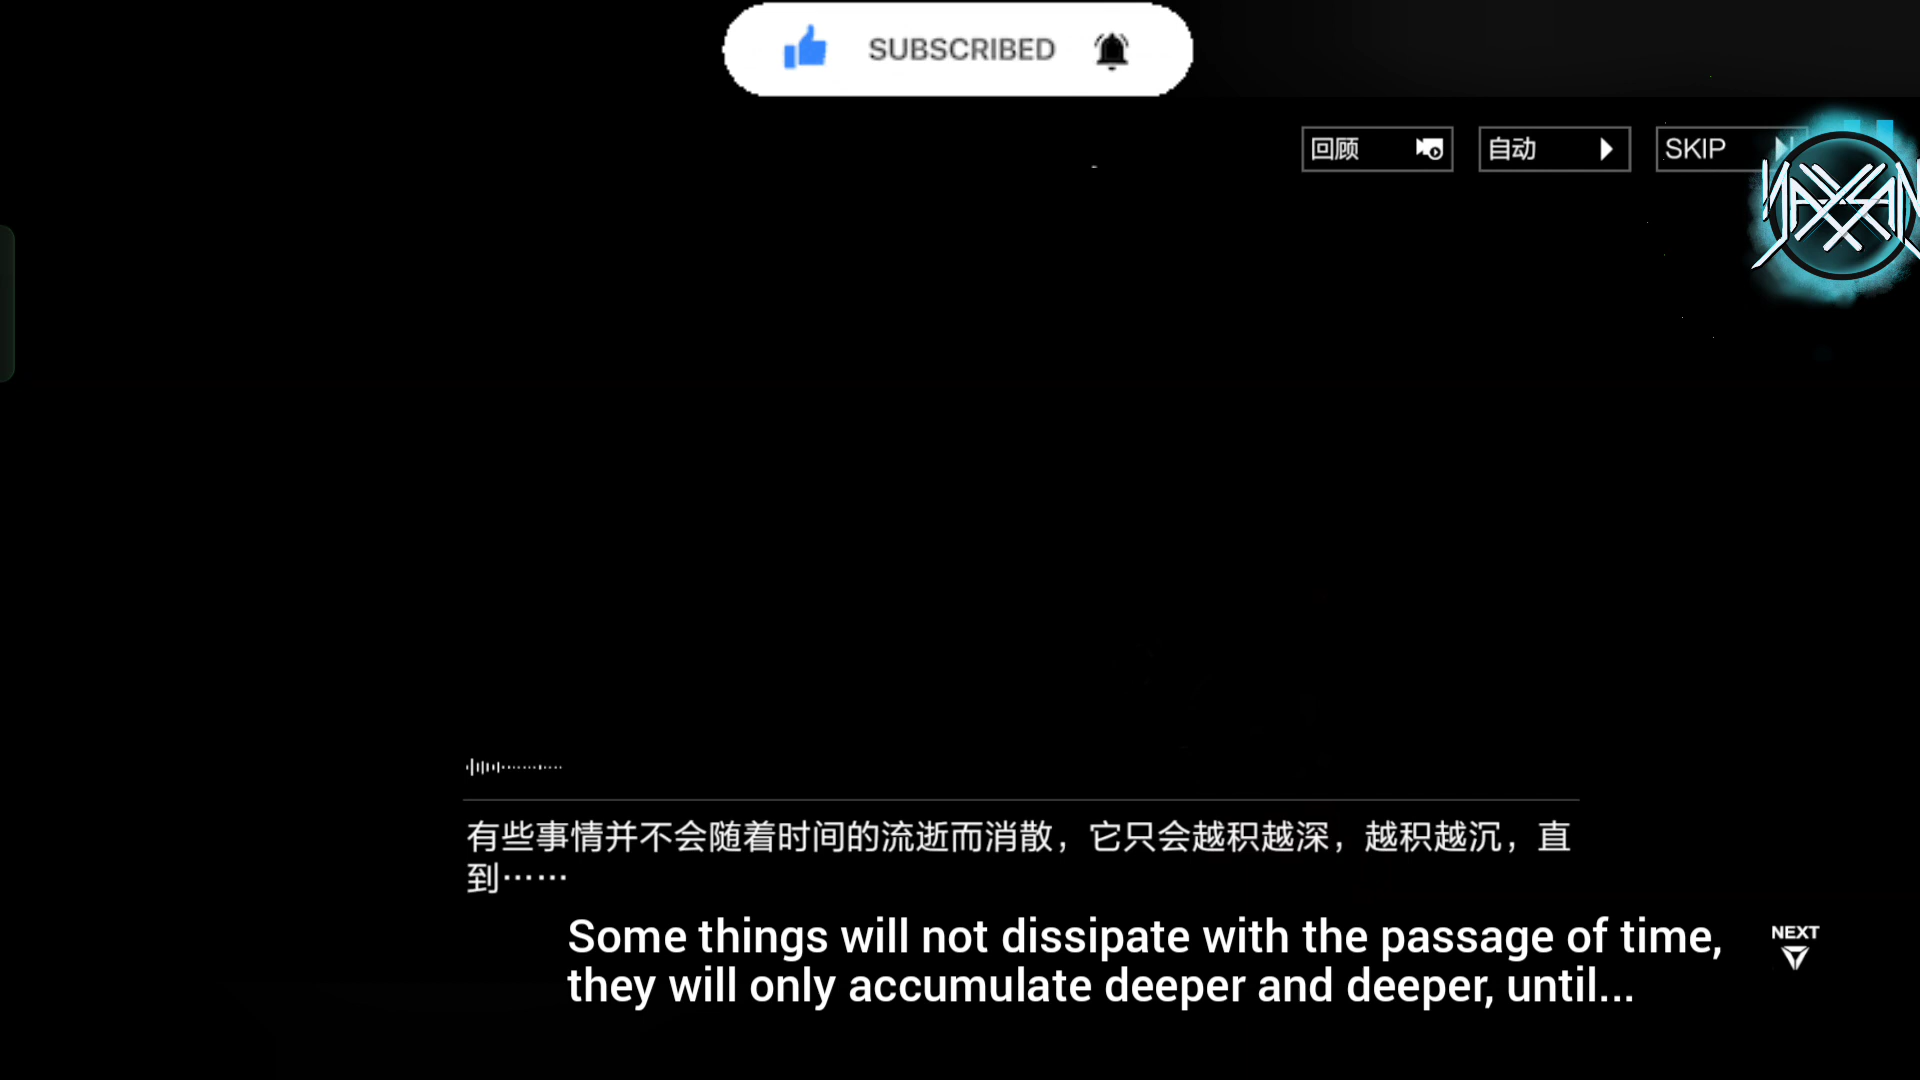 SUBSCRIBED
回顾
自动
SKIP
有些事情并不会随着时间的流逝而消散，它只会越积越深，越积越沉，直
到……
Some things will not dissipate with the passage of time,
they will only accumulate deeper and deeper, until...
NEXT